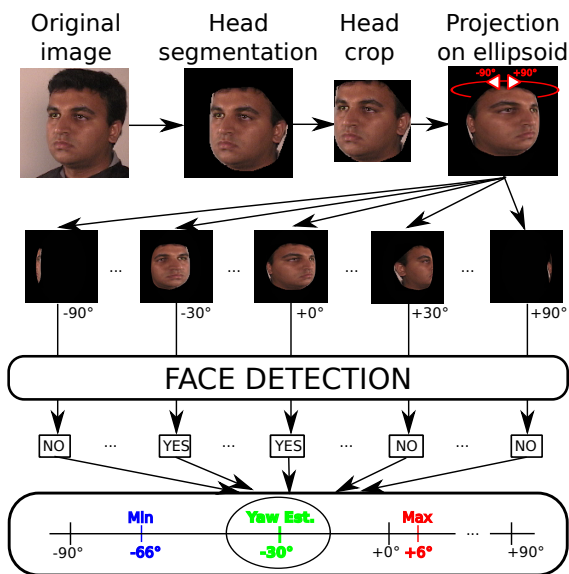 Original image
Head segmentation
Head crop
Projection on ellipsoid
-90° +90°
... ... ... ...
-90° -30° +0° +30° +90°
FACE DETECTION
NO ... YES ... YES ... NO ... NO
Min Yaw Est. Max
...
-90° -66° -30° +0° +6° +90°